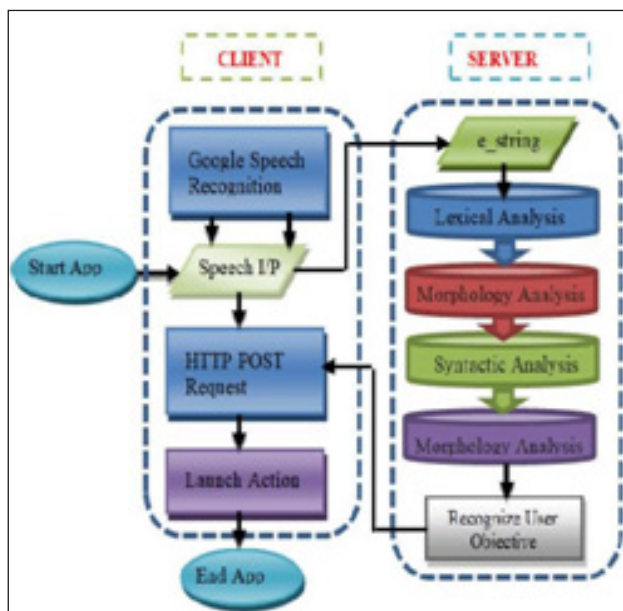 CLIENT
SERVER
Google Speech
Recognition
e_string
Lexical Analysis
Start App
Speech I/P
Morphology Analysis
HTTP POST
Request
Syntactic Analysis
Morphology Analysis
Launch Action
Recognize User
Objective
End App